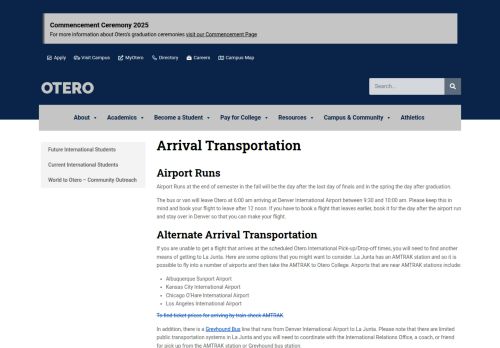 Commencement Ceremony 2025
For more information about Otero's graduation ceremonies visit our Commencement Page
Apply Visit Campus MyOtero Directory Careers Campus Map
OTERO
Search...
About Academics Become a Student Pay for College Resources Campus & Community Athletics
Future International Students
Current International Students
World to Otero – Community Outreach
Arrival Transportation
Airport Runs
Airport Runs at the end of semester in the fall will be the day after the last day of finals and in the spring the day after graduation.
The bus or van will leave Otero at 6:00 am arriving at Denver International Airport between 9:30 and 10:00 am. Please keep this in
mind and book your flight to leave after 12 noon. If you have to book a flight that leaves earlier, book it for the day after the airport run
and stay over in Denver so that you can make your flight.
Alternate Arrival Transportation
If you are unable to get a flight that arrives at the scheduled Otero International Pick-up/Drop-off times, you will need to find another
means of getting to La Junta. Here are some options that you might want to consider. La Junta has an AMTRAK station and so it is
possible to fly into a number of airports and then take the AMTRAK to Otero College. Airports that are near AMTRAK stations include:
Albuquerque Sunport Airport
Kansas City International Airport
Chicago O'Hare International Airport
Los Angeles International Airport
To find ticket prices for arriving by train check AMTRAK
In addition, there is a Greyhound Bus line that runs from Denver International Airport to La Junta. Please note that there are limited
public transportation systems in La Junta and you will need to coordinate with the International Relations Office, a coach, or friend
for pick up from the AMTRAK station or Greyhound bus station.